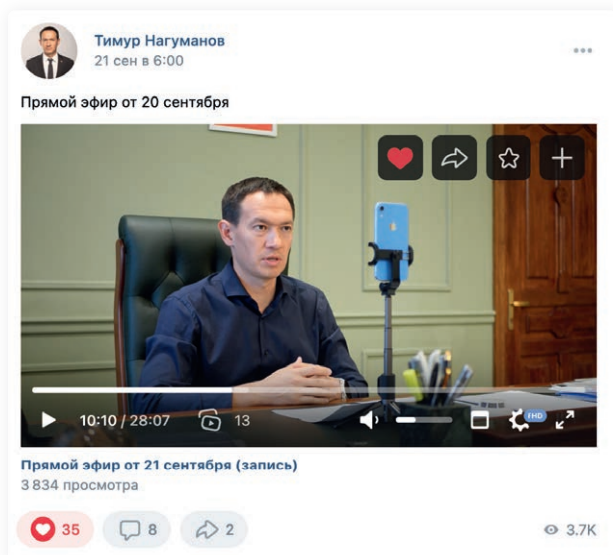 Тимур Нагуманов
21 сен в 6:00
Прямой эфир от 20 сентября
10:10 / 28:07
13
FHD
Прямой эфир от 21 сентября (запись)
3 834 просмотра
35
8
2
3.7K